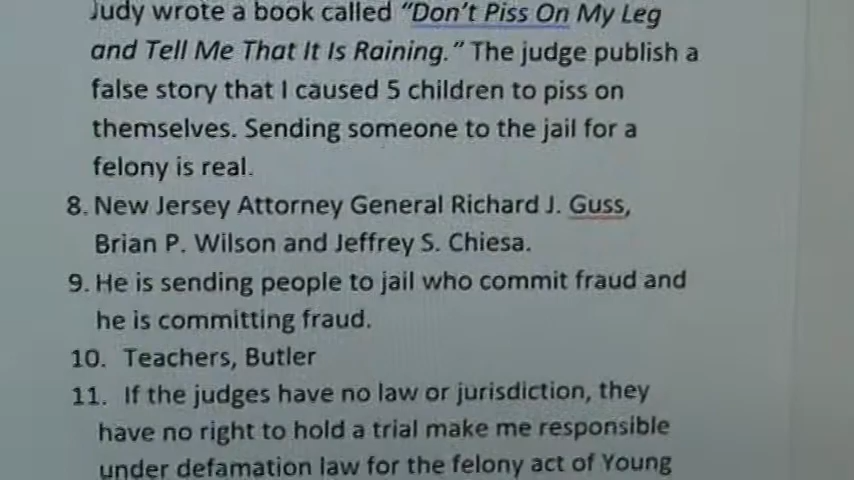 Judy wrote a book called "Don't Piss On My Leg
and Tell Me That It Is Raining." The judge publish a
false story that I caused 5 children to piss on
themselves. Sending someone to the jail for a
felony is real.
8. New Jersey Attorney General Richard J. Guss,
Brian P. Wilson and Jeffrey S. Chiesa.
9. He is sending people to jail who commit fraud and
he is committing fraud.
10. Teachers, Butler
11. If the judges have no law or jurisdiction, they
have no right to hold a trial make me responsible
under defamation law for the felony act of Young